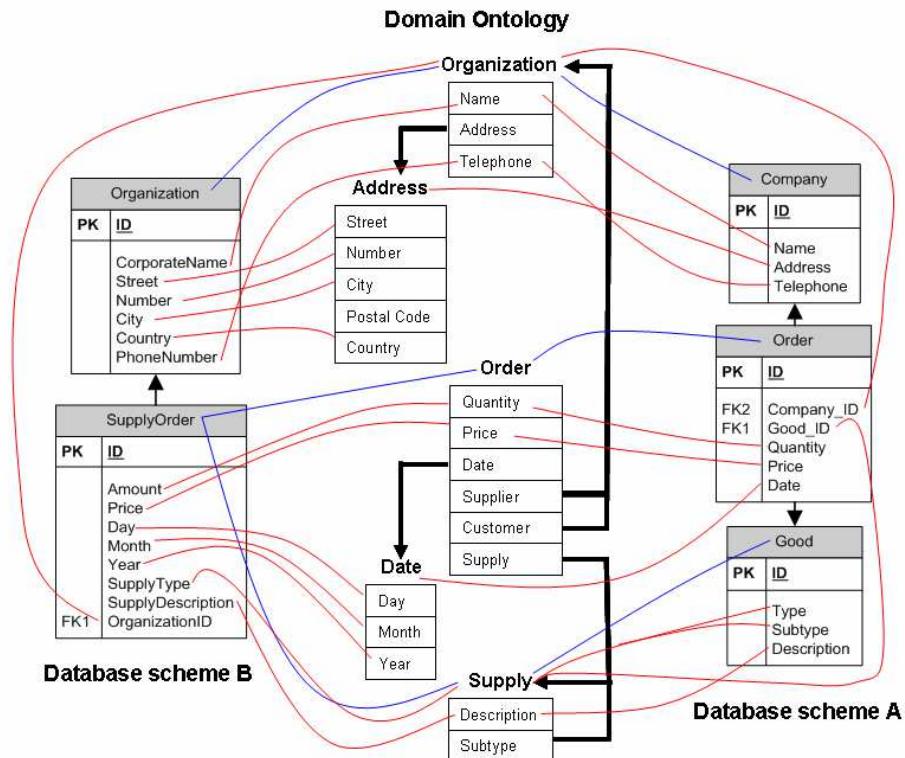 Domain Ontology
Organization
Name
Address
Telephone
Address
Street
Number
City
Postal Code
Country
Organization
PK ID
CorporateName
Street
Number
City
Country
PhoneNumber
SupplyOrder
PK ID
Amount
Price
Day
Month
Year
SupplyType
SupplyDescription
FK1 OrganizationID
Database scheme B
Order
Quantity
Price
Date
Supplier
Customer
Supply
Date
Day
Month
Year
Supply
Description
Subtype
Company
PK ID
Name
Address
Telephone
Order
PK ID
FK2 Company_ID
FK1 Good_ID
Quantity
Price
Date
Good
PK ID
Type
Subtype
Description
Database scheme A